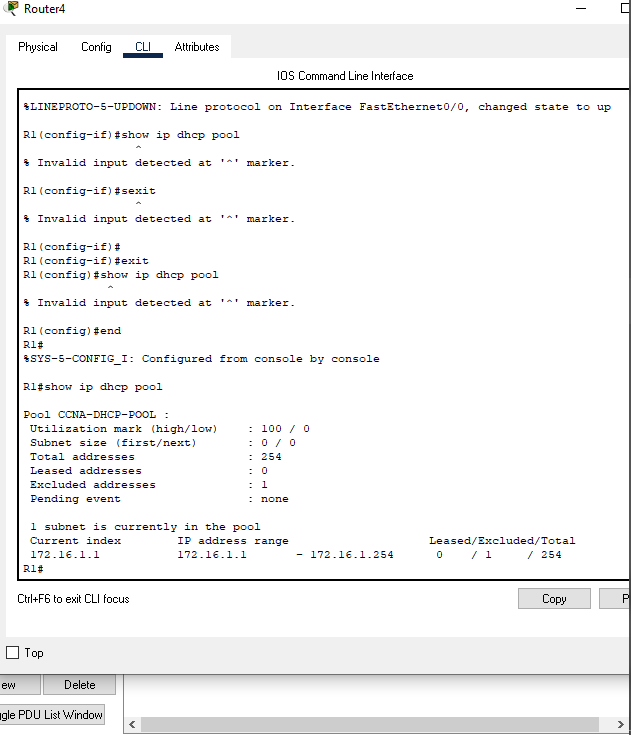 Router4
Physical Config CLI Attributes
IOS Command Line Interface
%LINEPROTO-5-UPDOWN: Line protocol on Interface FastEthernet0/0, changed state to up
R1(config-if)#show ip dhcp pool
^
% Invalid input detected at '^' marker.
R1(config-if)#sexit
^
% Invalid input detected at '^' marker.
R1(config-if)#
R1(config-if)#exit
R1(config)#show ip dhcp pool
^
% Invalid input detected at '^' marker.
R1(config)#end
R1#
%SYS-5-CONFIG_I: Configured from console by console
R1#show ip dhcp pool
Pool CCNA-DHCP-POOL :
Utilization mark (high/low) : 100 / 0
Subnet size (first/next) : 0 / 0
Total addresses : 254
Leased addresses : 0
Excluded addresses : 1
Pending event : none
1 subnet is currently in the pool
Current index IP address range Leased/Excluded/Total
172.16.1.1 172.16.1.1 - 172.16.1.254 0 / 1 / 254
R1#
Ctrl+F6 to exit CLI focus
Copy P
Top
ew Delete
gle PDU List Window